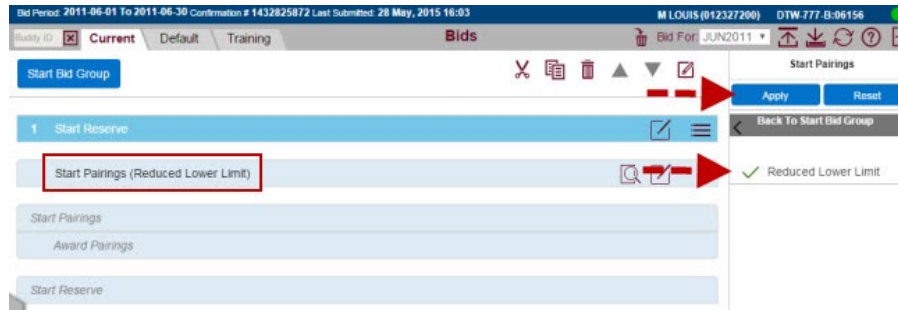 Bid Period: 2011-06-01 To 2011-06-30 Confirmation # 1432825872 Last Submitted: 28 May, 2015 16:03 M LOUIS(012327200) DTW-777-B:06156
Buddy ID Current Default Training Bids Bid For: JUN2011
Start Bid Group
Start Pairings
Apply Reset
Back To Start Bid Group
1 Start Reserve
Start Pairings (Reduced Lower Limit)
Reduced Lower Limit
Start Pairings
Award Pairings
Start Reserve